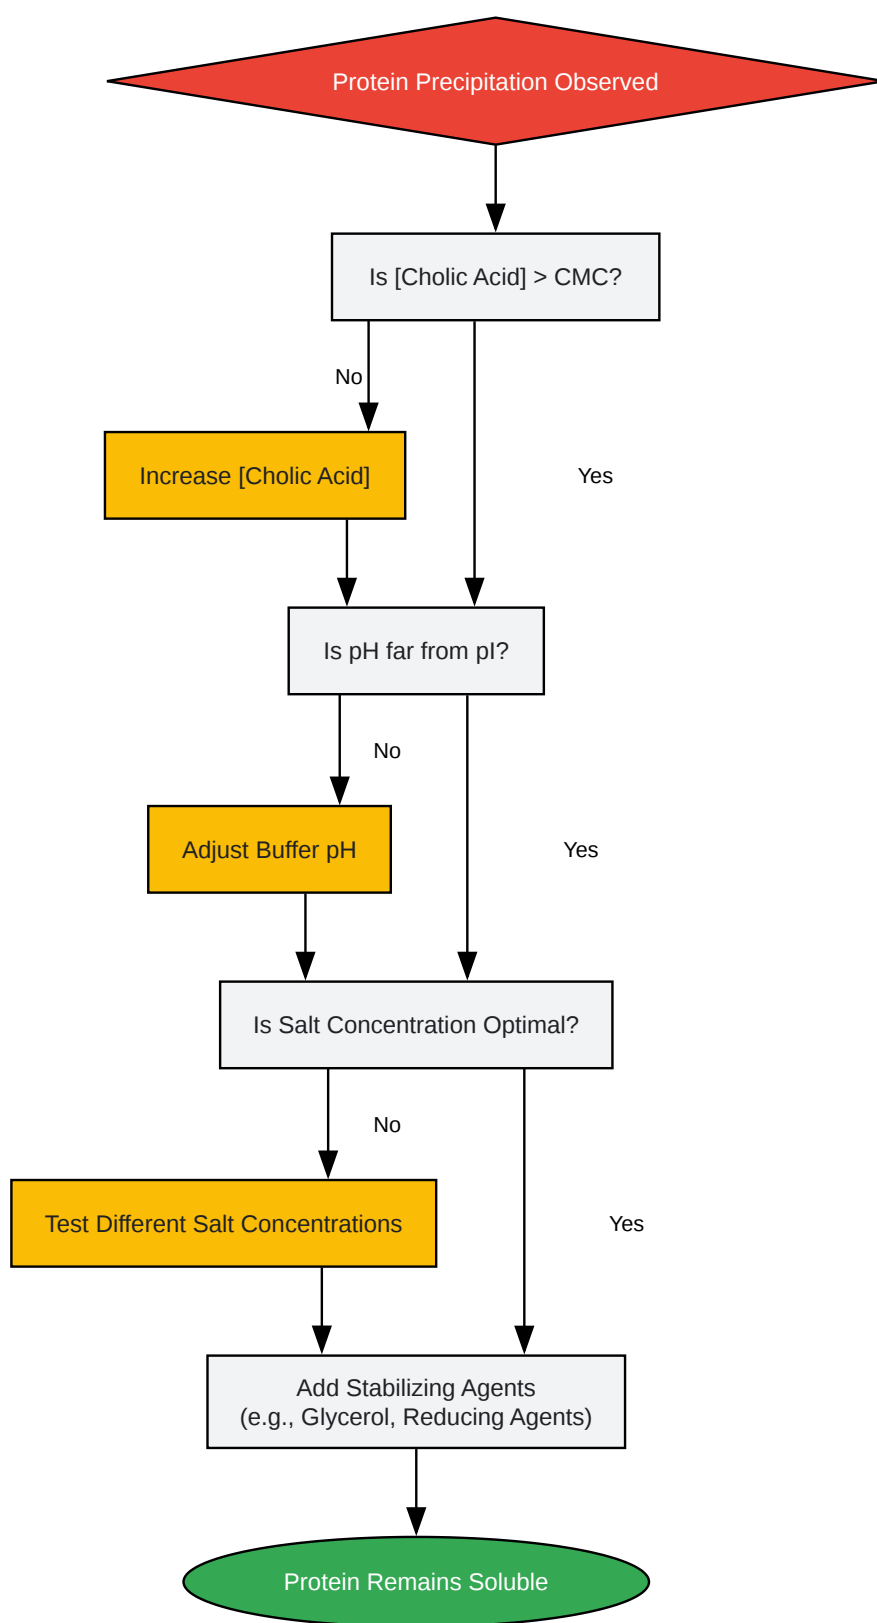 Protein Precipitation Observed
Is [Cholic Acid] > CMC?
No
Increase [Cholic Acid]
Yes
Is pH far from pI?
No
Adjust Buffer pH
Yes
Is Salt Concentration Optimal?
No
Test Different Salt Concentrations
Yes
Add Stabilizing Agents
(e.g., Glycerol, Reducing Agents)
Protein Remains Soluble